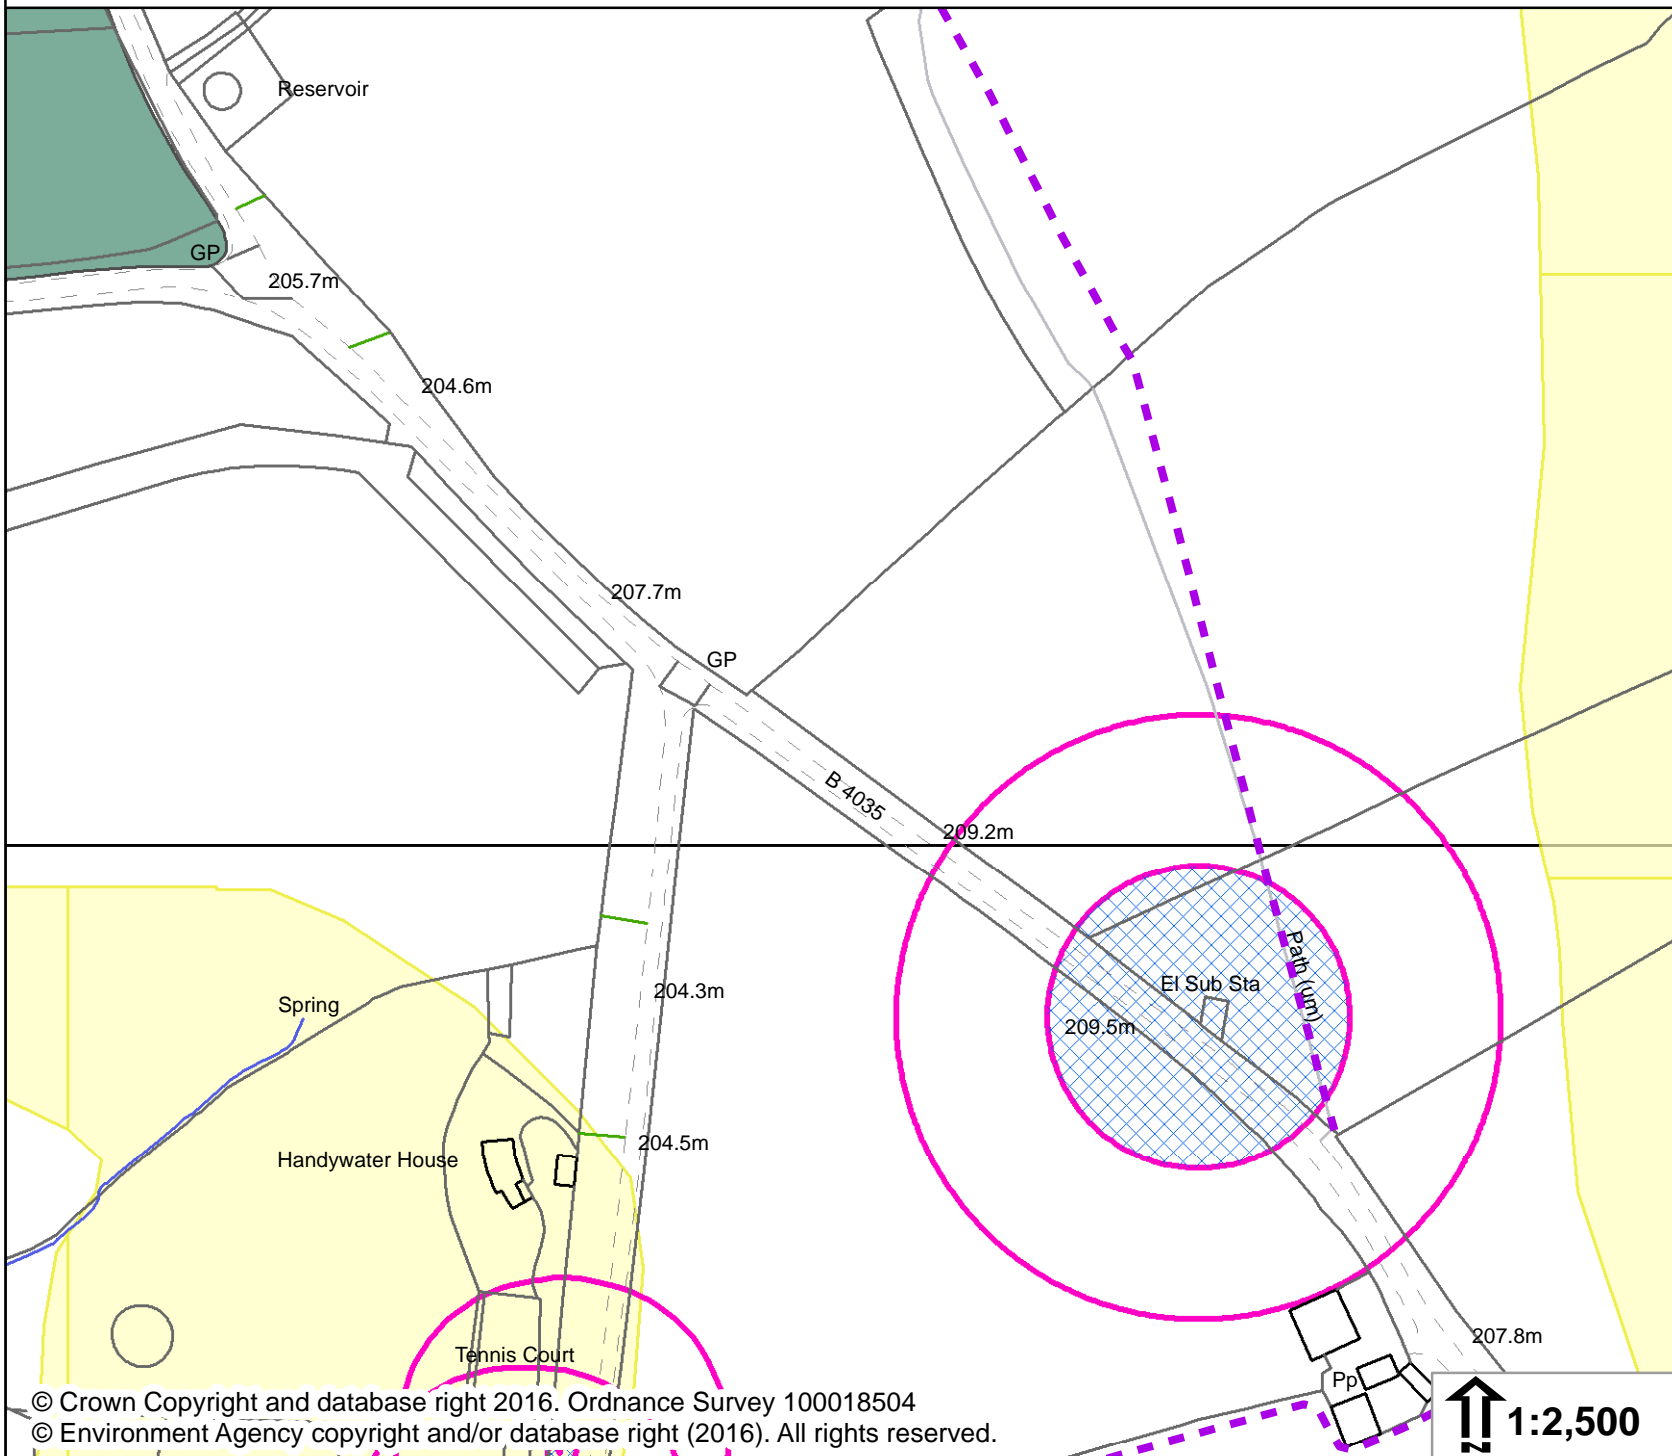 Reservoir
GP
205.7m
204.6m
207.7m
GP
B 4035
209.2m
Path (um)
El Sub Sta
204.3m
Spring
209.5m
204.5m
Handywater House
207.8m
Tennis Court
Pp
© Crown Copyright and database right 2016. Ordnance Survey 100018504
© Environment Agency copyright and/or database right (2016). All rights reserved.
N
1:2,500